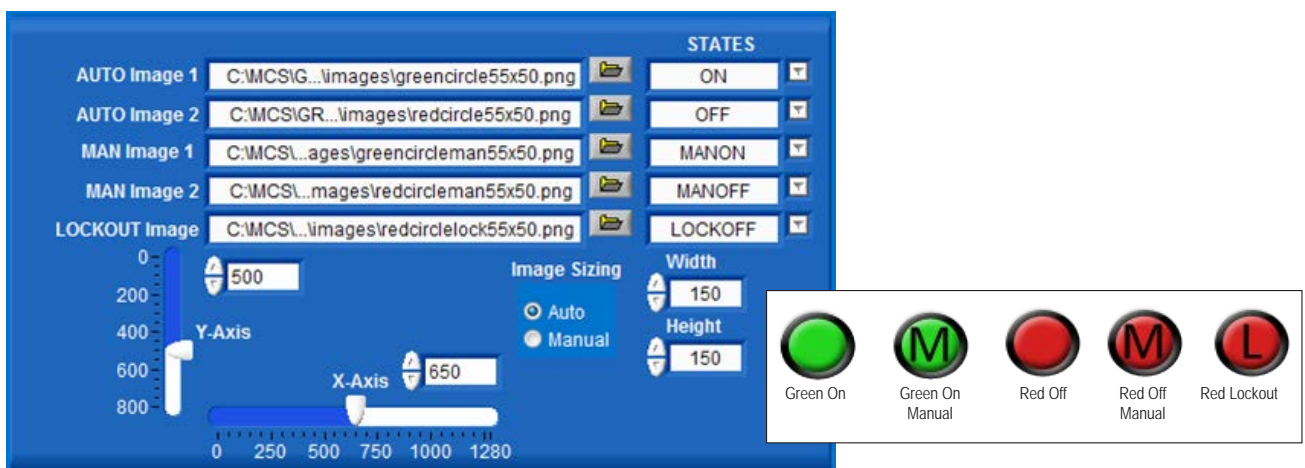 STATES
AUTO Image 1 C:\MCS\G...\images\greencircle55x50.png ON
AUTO Image 2 C:\MCS\GR...\images\redcircle55x50.png OFF
MAN Image 1 C:\MCS\...ages\greencircleman55x50.png MANON
MAN Image 2 C:\MCS\...mages\redcircleman55x50.png MANOFF
LOCKOUT Image C:\MCS\...\images\redcirclelock55x50.png LOCKOFF
0
200
400
600
800
500
Y-Axis
X-Axis
650
0 250 500 750 1000 1280
Image Sizing
Auto
Manual
Width
150
Height
150
M M L
Green On
Green On
Manual
Red Off
Red Off
Manual
Red Lockout